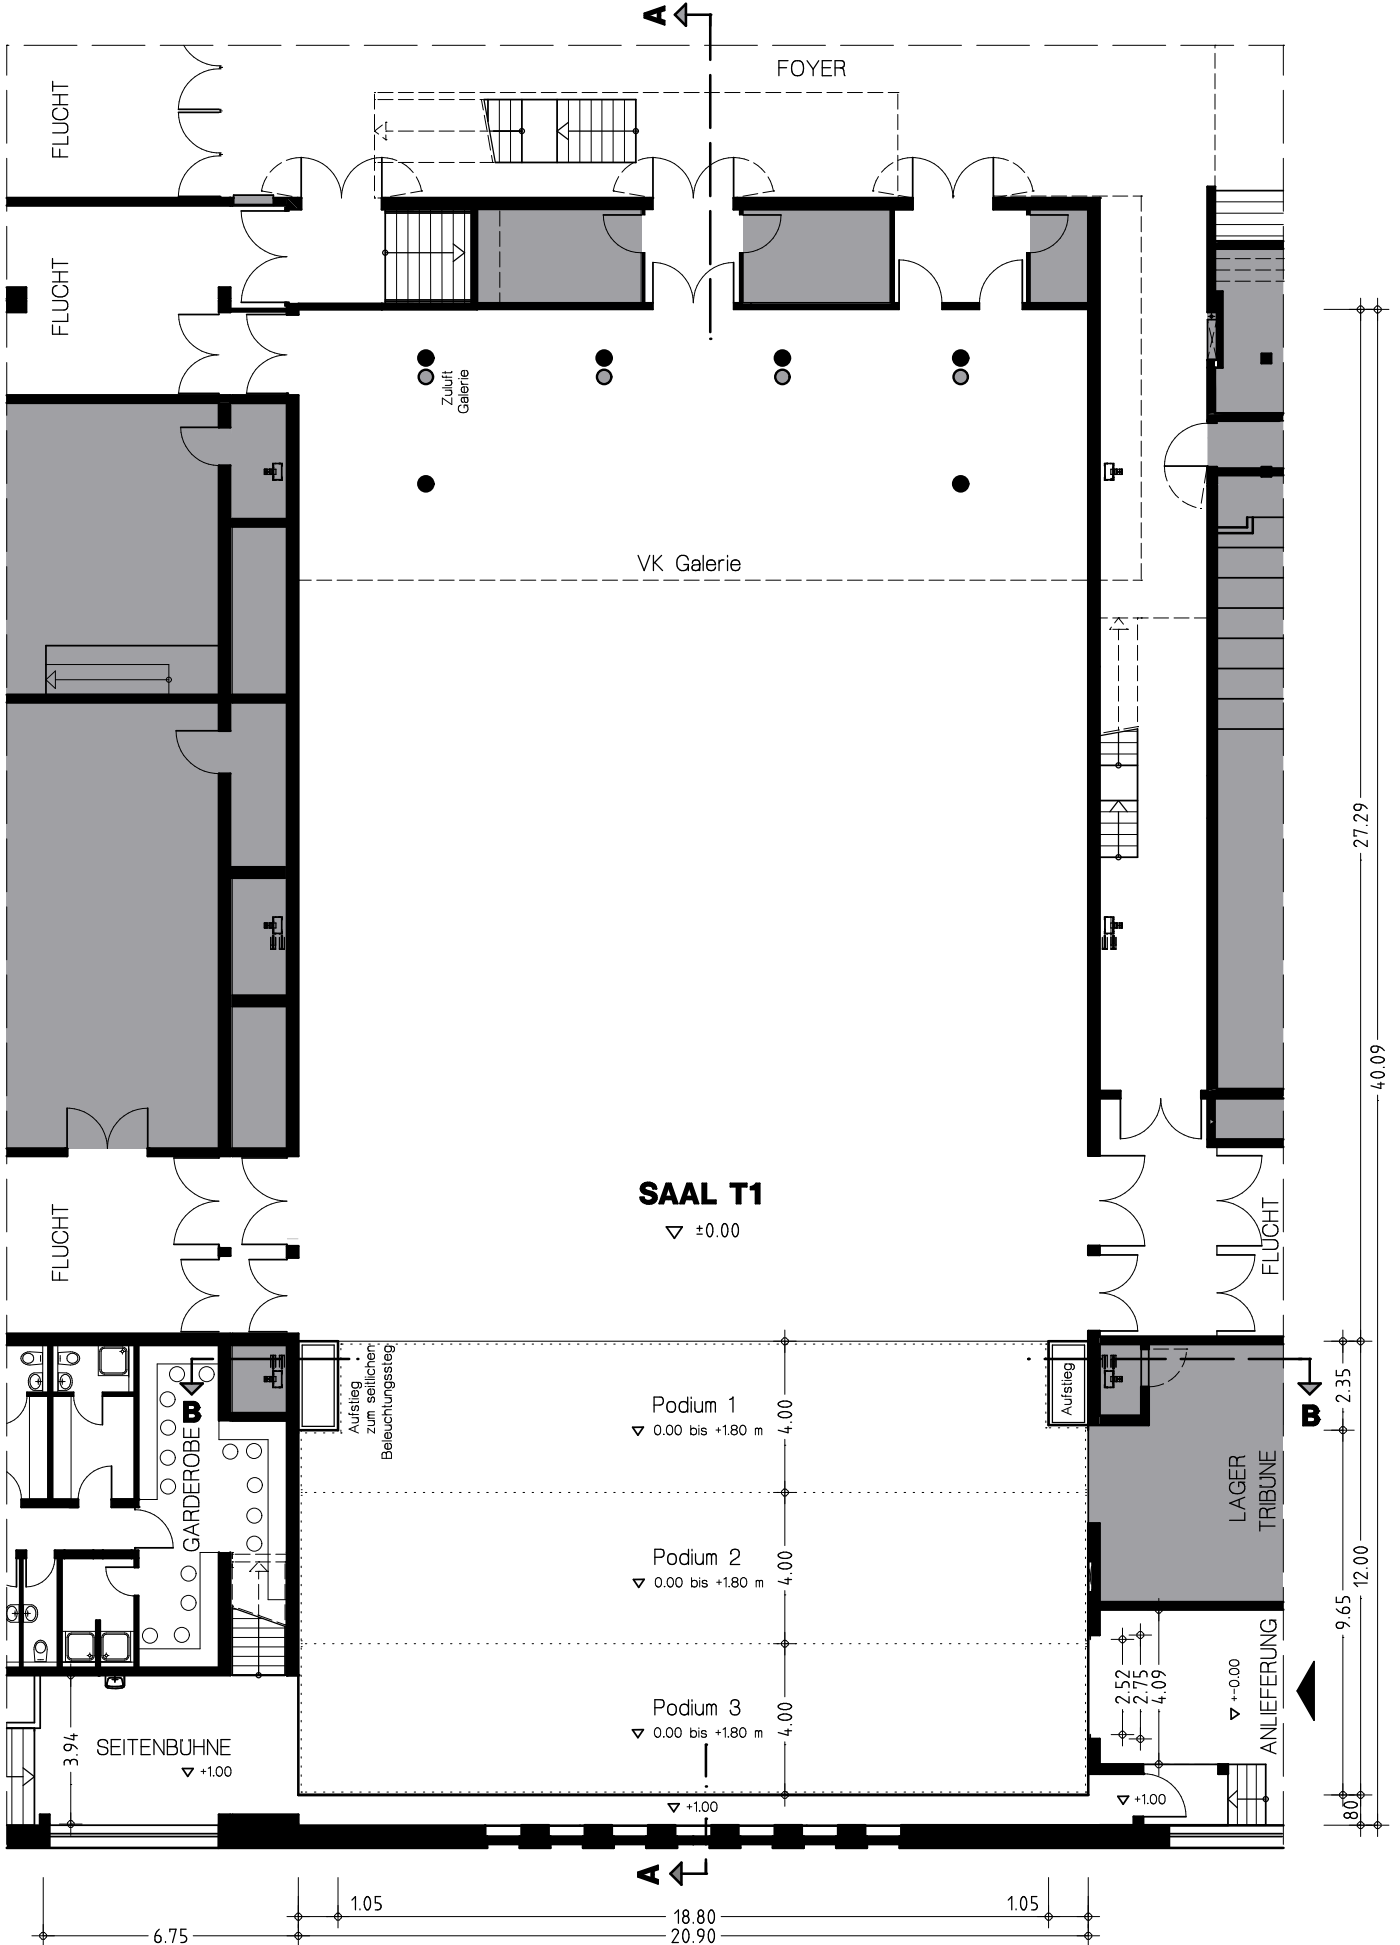 A
FOYER
FLUCHT
FLUCHT
Zuluft
Galerie
VK Galerie
27.29
40.09
SAAL T1
±0.00
FLUCHT
FLUCHT
Aufstieg
zum seitlichen
Beleuchtungssteg
Aufstieg
B
B
2.35
Podium 1
0.00 bis +1.80 m
4.00
GARDEROBE
LAGER
TRIBÜNE
Podium 2
0.00 bis +1.80 m
4.00
12.00
9.65
Podium 3
0.00 bis +1.80 m
4.00
2.52
2.75
4.09
+-0.00
ANLIEFERUNG
3.94
SEITENBÜHNE
+1.00
+1.00
+1.00
80
A
1.05
1.05
18.80
6.75
20.90